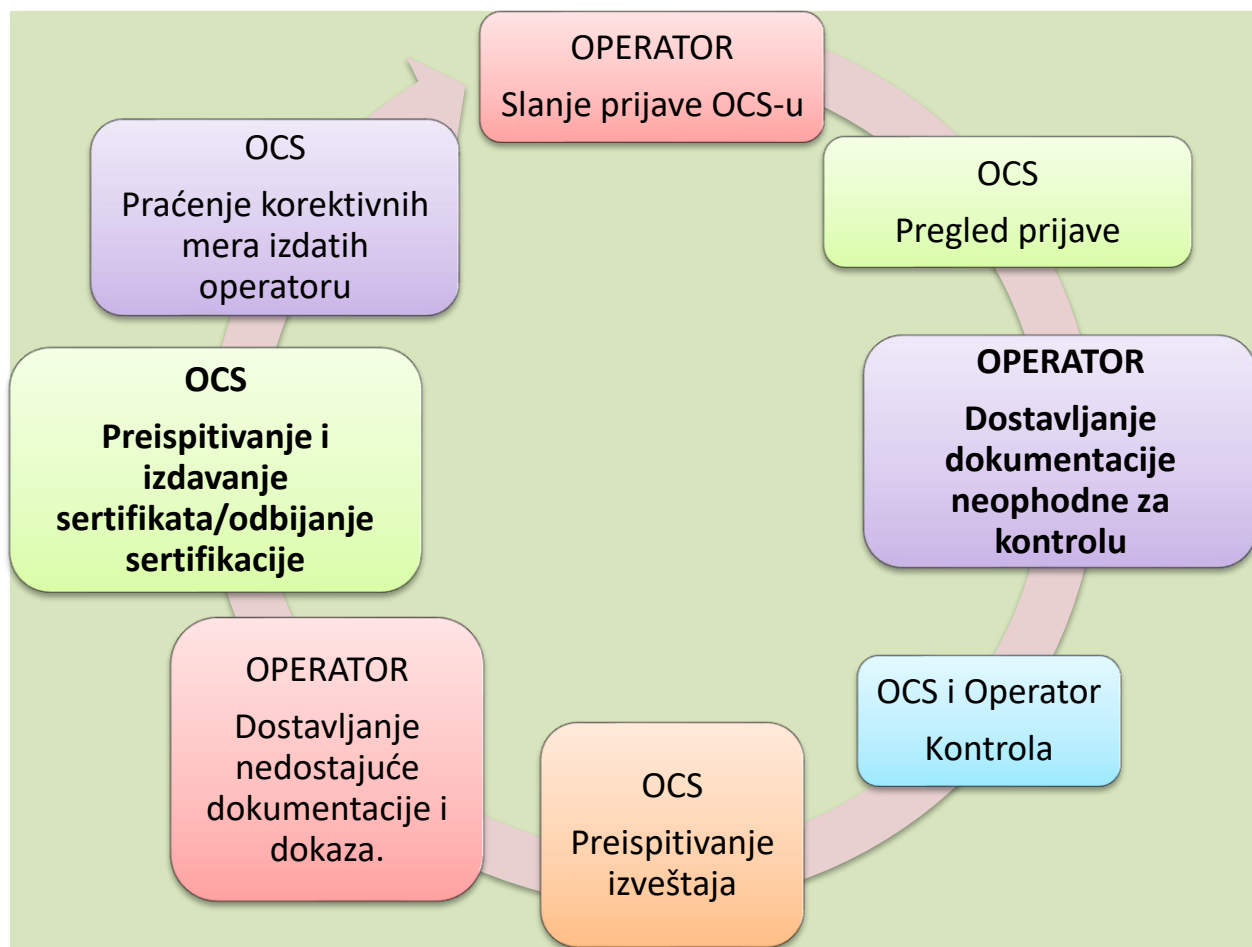 OPERATOR
Slanje prijave OCS-u
OCS
Pregled prijave
OPERATOR
Dostavljanje
dokumentacije
neophodne za
kontrolu
OCS i Operator
Kontrola
OCS
Preispitivanje
izveštaja
OPERATOR
Dostavljanje
nedostajuće
dokumentacije i
dokaza.
OCS
Preispitivanje i
izdavanje
sertifikata/odbijanje
sertifikacije
OCS
Praćenje korektivnih
mera izdatih
operatoru